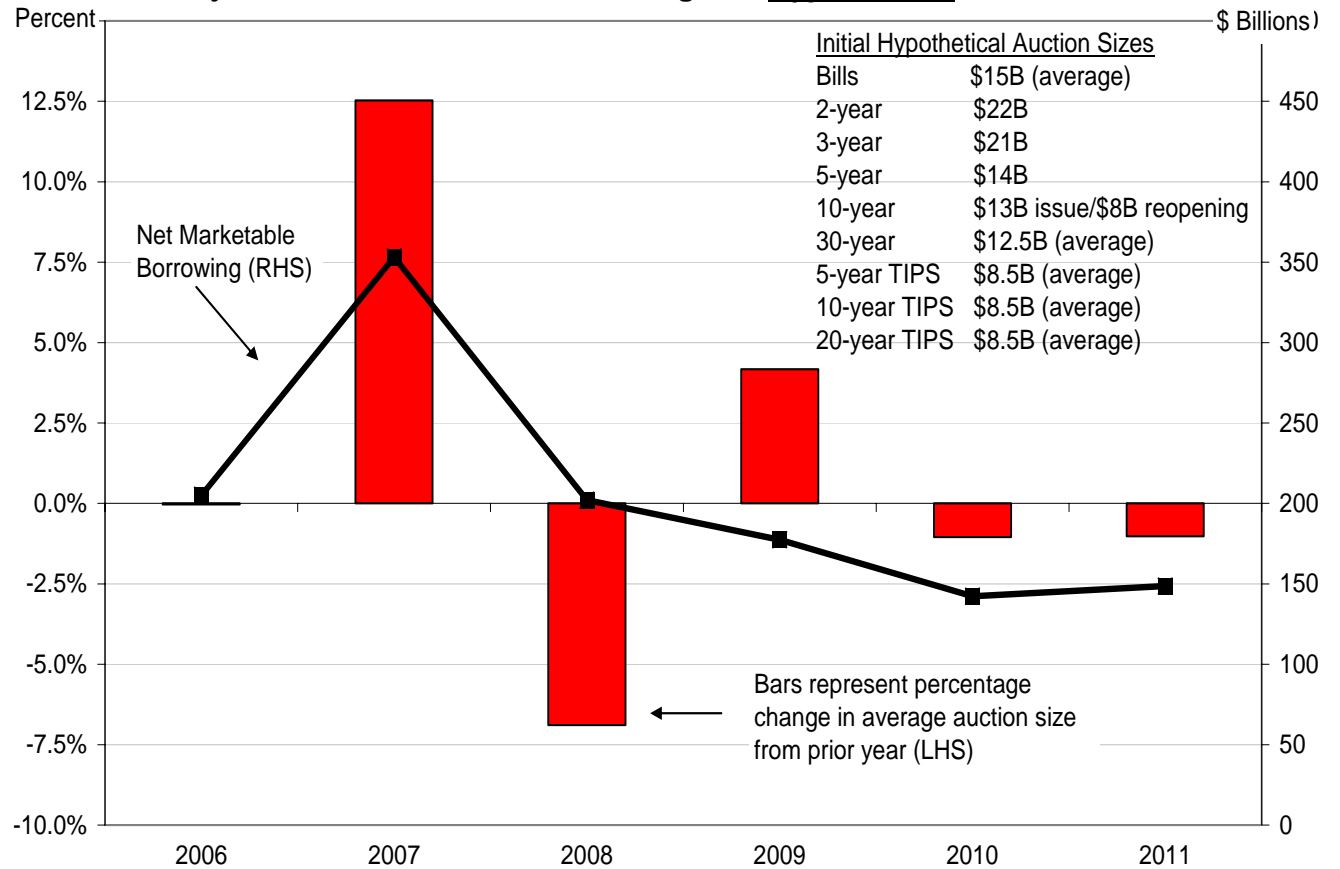 Percent
$ Billions)
Initial Hypothetical Auction Sizes
Bills $15B (average)
2-year $22B
3-year $21B
5-year $14B
10-year $13B issue/$8B reopening
30-year $12.5B (average)
5-year TIPS $8.5B (average)
10-year TIPS $8.5B (average)
20-year TIPS $8.5B (average)
12.5%
10.0%
7.5%
5.0%
2.5%
0.0%
-2.5%
-5.0%
-7.5%
-10.0%
Net Marketable
Borrowing (RHS)
Bars represent percentage
change in average auction size
from prior year (LHS)
450
400
350
300
250
200
150
100
50
0
2006 2007 2008 2009 2010 2011